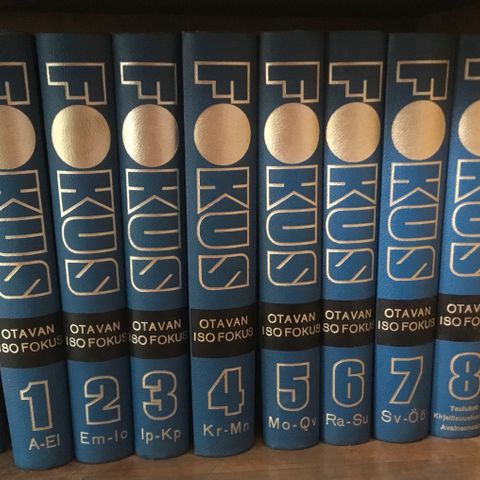 FOKUS
OTAVAN
ISO FOKUS
1
A-El
FOKUS
OTAVAN
ISO FOKUS
2
Em-Io
FOKUS
OTAVAN
ISO FOKUS
3
Ip-Kp
FOKUS
OTAVAN
ISO FOKUS
4
Kr-Mn
FOKUS
OTAVAN
ISO FOKUS
5
Mo-Qv
FOKUS
OTAVAN
ISO FOKUS
6
Ra-Su
FOKUS
OTAVAN
ISO FOKUS
7
Sv-Öö
FOKUS
OTAVAN
ISO FOKUS
8
Taulukot